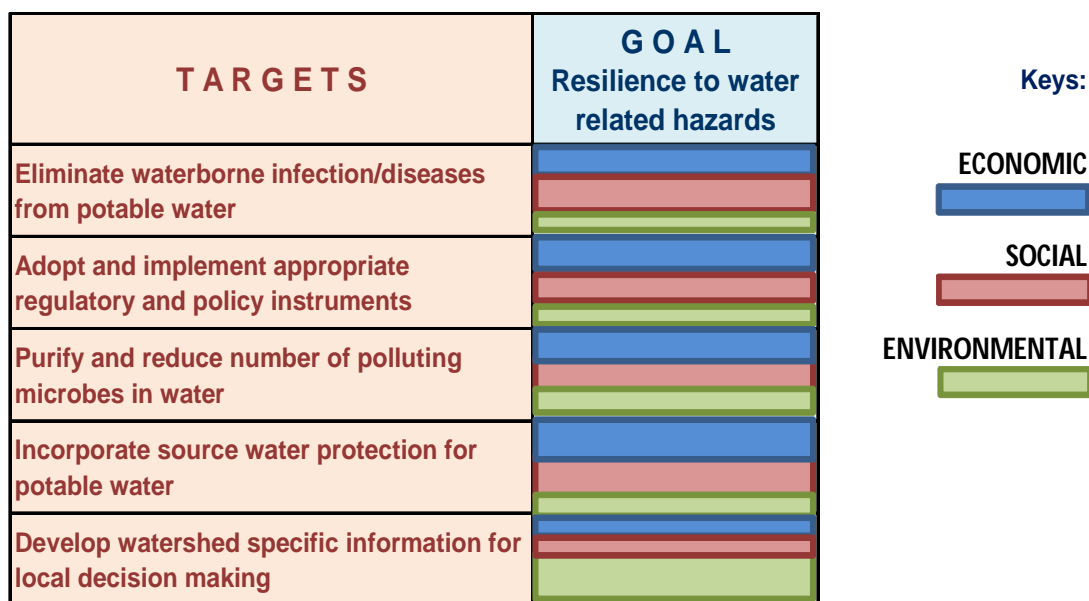 T A R G E T S
G O A L
Resilience to water
related hazards
Keys:
Eliminate waterborne infection/diseases
from potable water
Adopt and implement appropriate
regulatory and policy instruments
Purify and reduce number of polluting
microbes in water
Incorporate source water protection for
potable water
Develop watershed specific information for
local decision making
ECONOMIC
SOCIAL
ENVIRONMENTAL